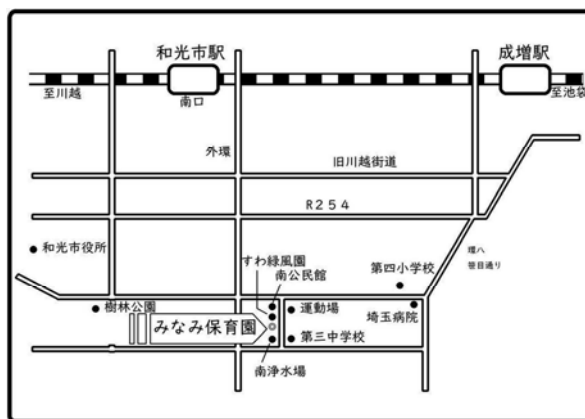 和光市駅
成増駅
至川越
南口
至池袋
外環
旧川越街道
R254
和光市役所
環八
笹目通り
すわ緑風園
南公民館
第四小学校
樹林公園
運動場
埼玉病院
みなみ保育園
第三中学校
南浄水場